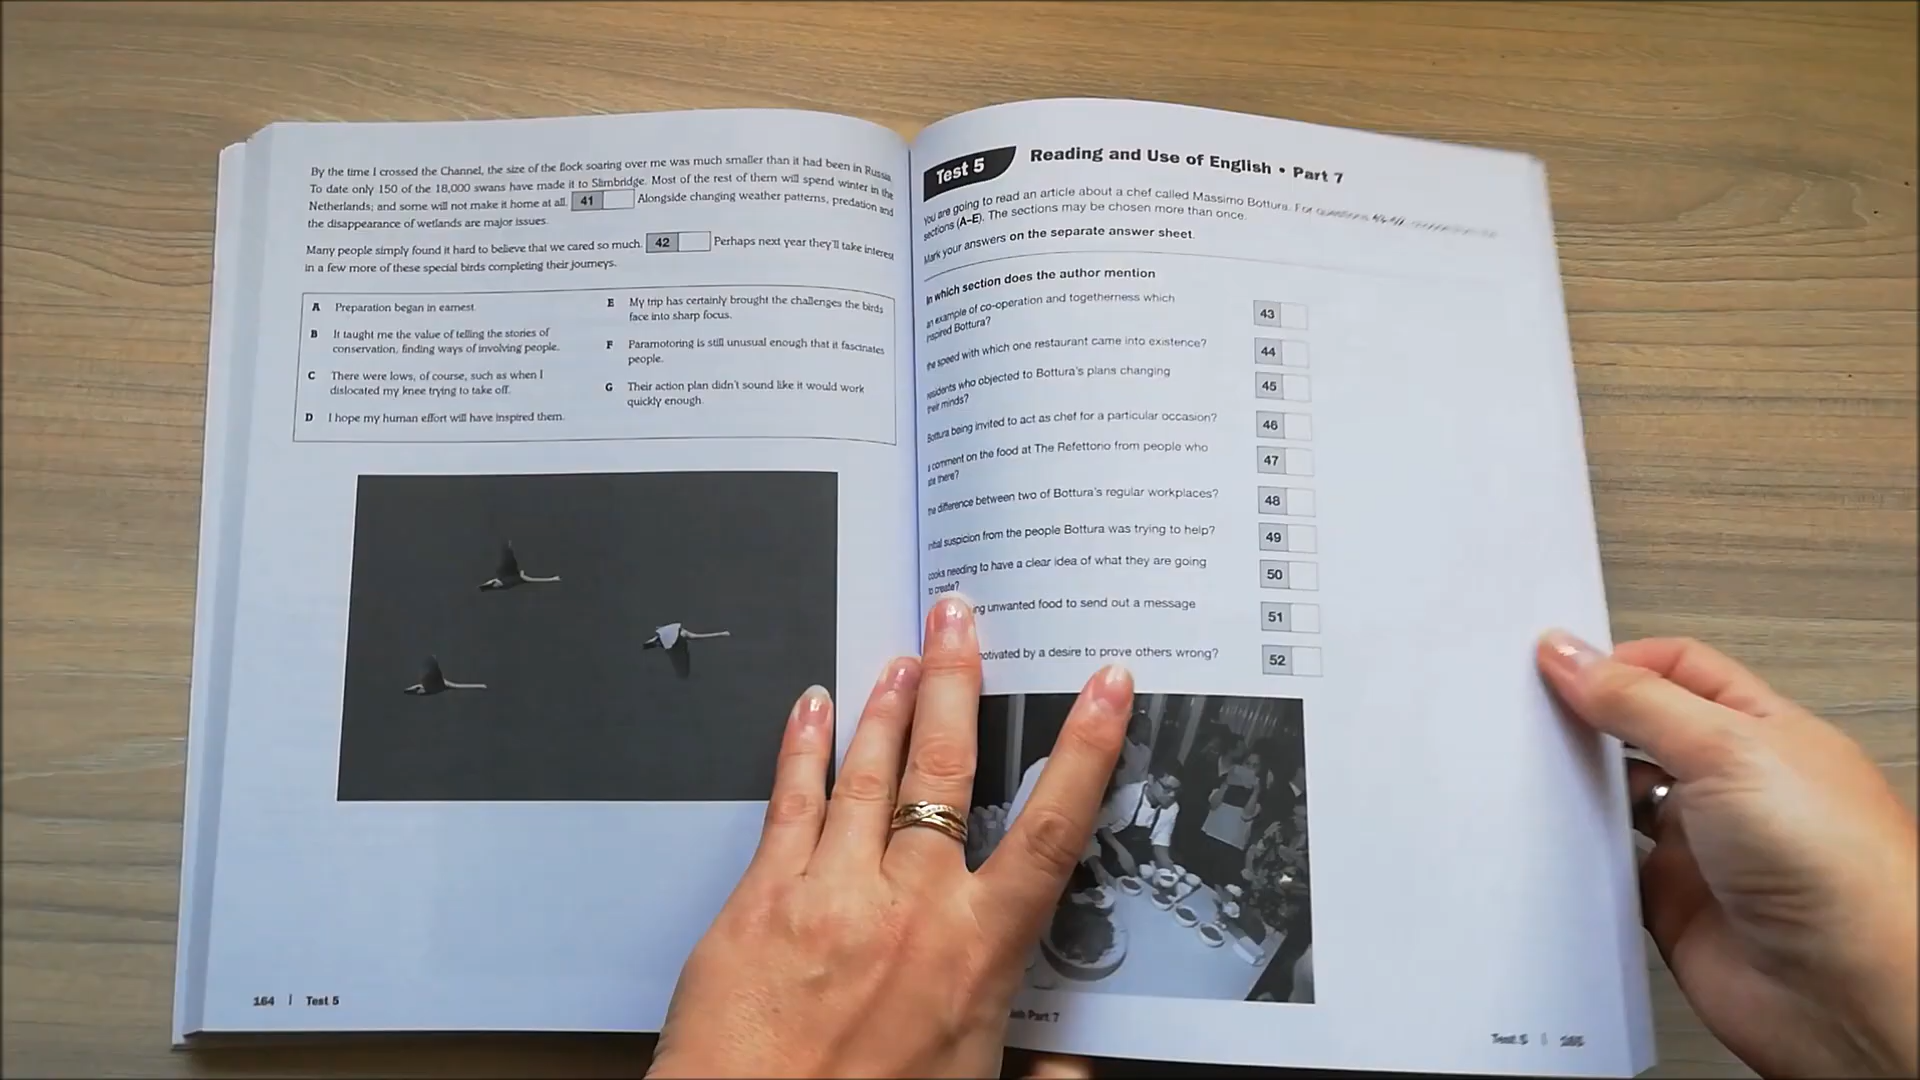 By the time I crossed the Channel, the size of the flock soaring over me was much smaller than it had been in Russia.
To date only 150 of the 18,000 swans have made it to Slimbridge. Most of the rest of them will spend winter in the
Netherlands; and some will not make it home at all. 41 Alongside changing weather patterns, predation and
the disappearance of wetlands are major issues.
Many people simply found it hard to believe that we cared so much. 42 Perhaps next year they'll take interest
in a few more of these special birds completing their journeys.
A Preparation began in earnest.
B It taught me the value of telling the stories of
conservation, finding ways of involving people.
C There were lows, of course, such as when I
dislocated my knee trying to take off.
D I hope my human effort will have inspired them.
E My trip has certainly brought the challenges the birds
face into sharp focus.
F Paramotoring is still unusual enough that it fascinates
people.
G Their action plan didn't sound like it would work
quickly enough.
164 | Test 5
Test 5 Reading and Use of English • Part 7
You are going to read an article about a chef called Massimo Bottura. For questions
sections (A–E). The sections may be chosen more than once.
Mark your answers on the separate answer sheet.
In which section does the author mention
an example of co-operation and togetherness which
inspired Bottura? 43
the speed with which one restaurant came into existence? 44
residents who objected to Bottura's plans changing
their minds? 45
Bottura being invited to act as chef for a particular occasion? 46
a comment on the food at The Refettorio from people who
ate there? 47
the difference between two of Bottura's regular workplaces? 48
initial suspicion from the people Bottura was trying to help? 49
cooks needing to have a clear idea of what they are going
to create? 50
unwanted food to send out a message 51
motivated by a desire to prove others wrong? 52
Part 7
Test 5 | 165